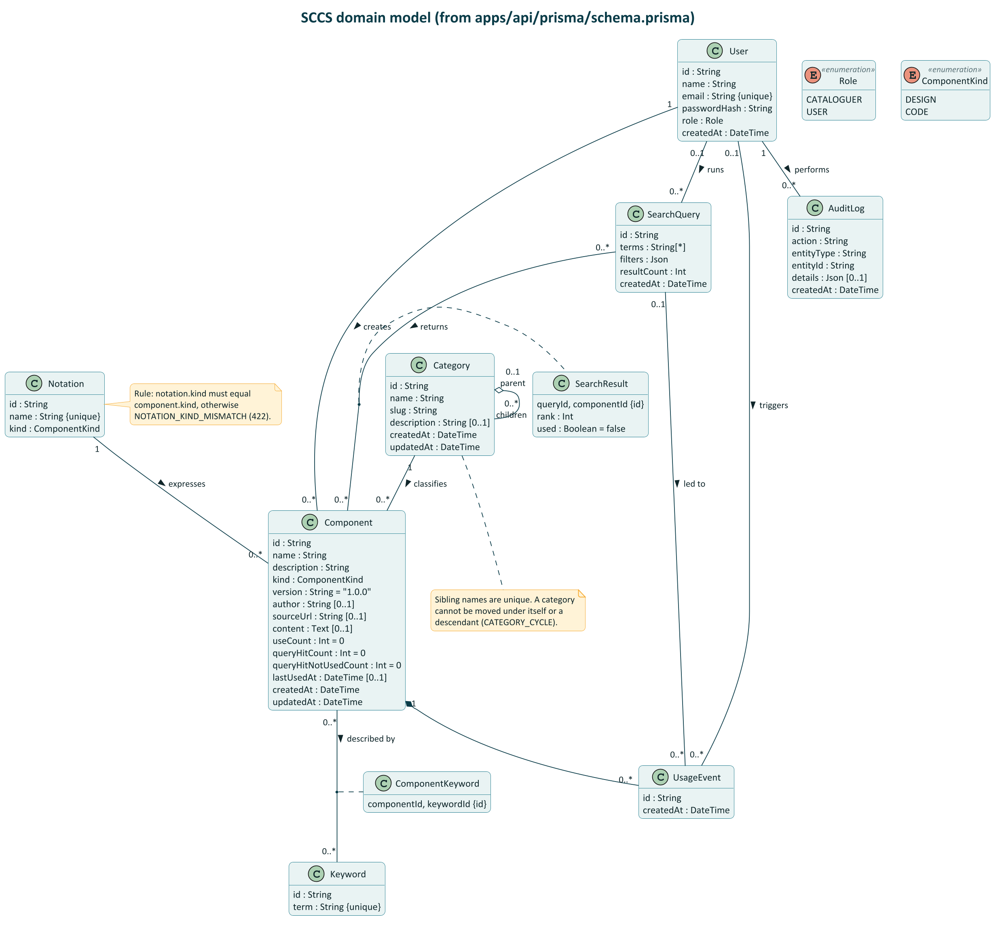 SCCS domain model (from apps/api/prisma/schema.prisma)
C User
id : String
name : String
email : String {unique}
passwordHash : String
role : Role
createdAt : DateTime
E «enumeration»
Role
CATALOGUER
USER
E «enumeration»
ComponentKind
DESIGN
CODE
1
0..1
0..1
1
runs
performs
0..*
0..*
C SearchQuery
id : String
terms : String[*]
filters : Json
resultCount : Int
createdAt : DateTime
C AuditLog
id : String
action : String
entityType : String
entityId : String
details : Json [0..1]
createdAt : DateTime
0..*
0..1
creates
returns
C Notation
id : String
name : String {unique}
kind : ComponentKind
Rule: notation.kind must equal
component.kind, otherwise
NOTATION_KIND_MISMATCH (422).
C Category
id : String
name : String
slug : String
description : String [0..1]
createdAt : DateTime
updatedAt : DateTime
0..1
parent
0..*
children
C SearchResult
queryId, componentId {id}
rank : Int
used : Boolean = false
triggers
1
1
expresses
classifies
led to
0..*
0..*
0..*
0..*
C Component
id : String
name : String
description : String
kind : ComponentKind
version : String = "1.0.0"
author : String [0..1]
sourceUrl : String [0..1]
content : Text [0..1]
useCount : Int = 0
queryHitCount : Int = 0
queryHitNotUsedCount : Int = 0
lastUsedAt : DateTime [0..1]
createdAt : DateTime
updatedAt : DateTime
Sibling names are unique. A category
cannot be moved under itself or a
descendant (CATEGORY_CYCLE).
1
0..*
described by
0..*
0..*
0..*
C ComponentKeyword
componentId, keywordId {id}
C UsageEvent
id : String
createdAt : DateTime
0..*
C Keyword
id : String
term : String {unique}